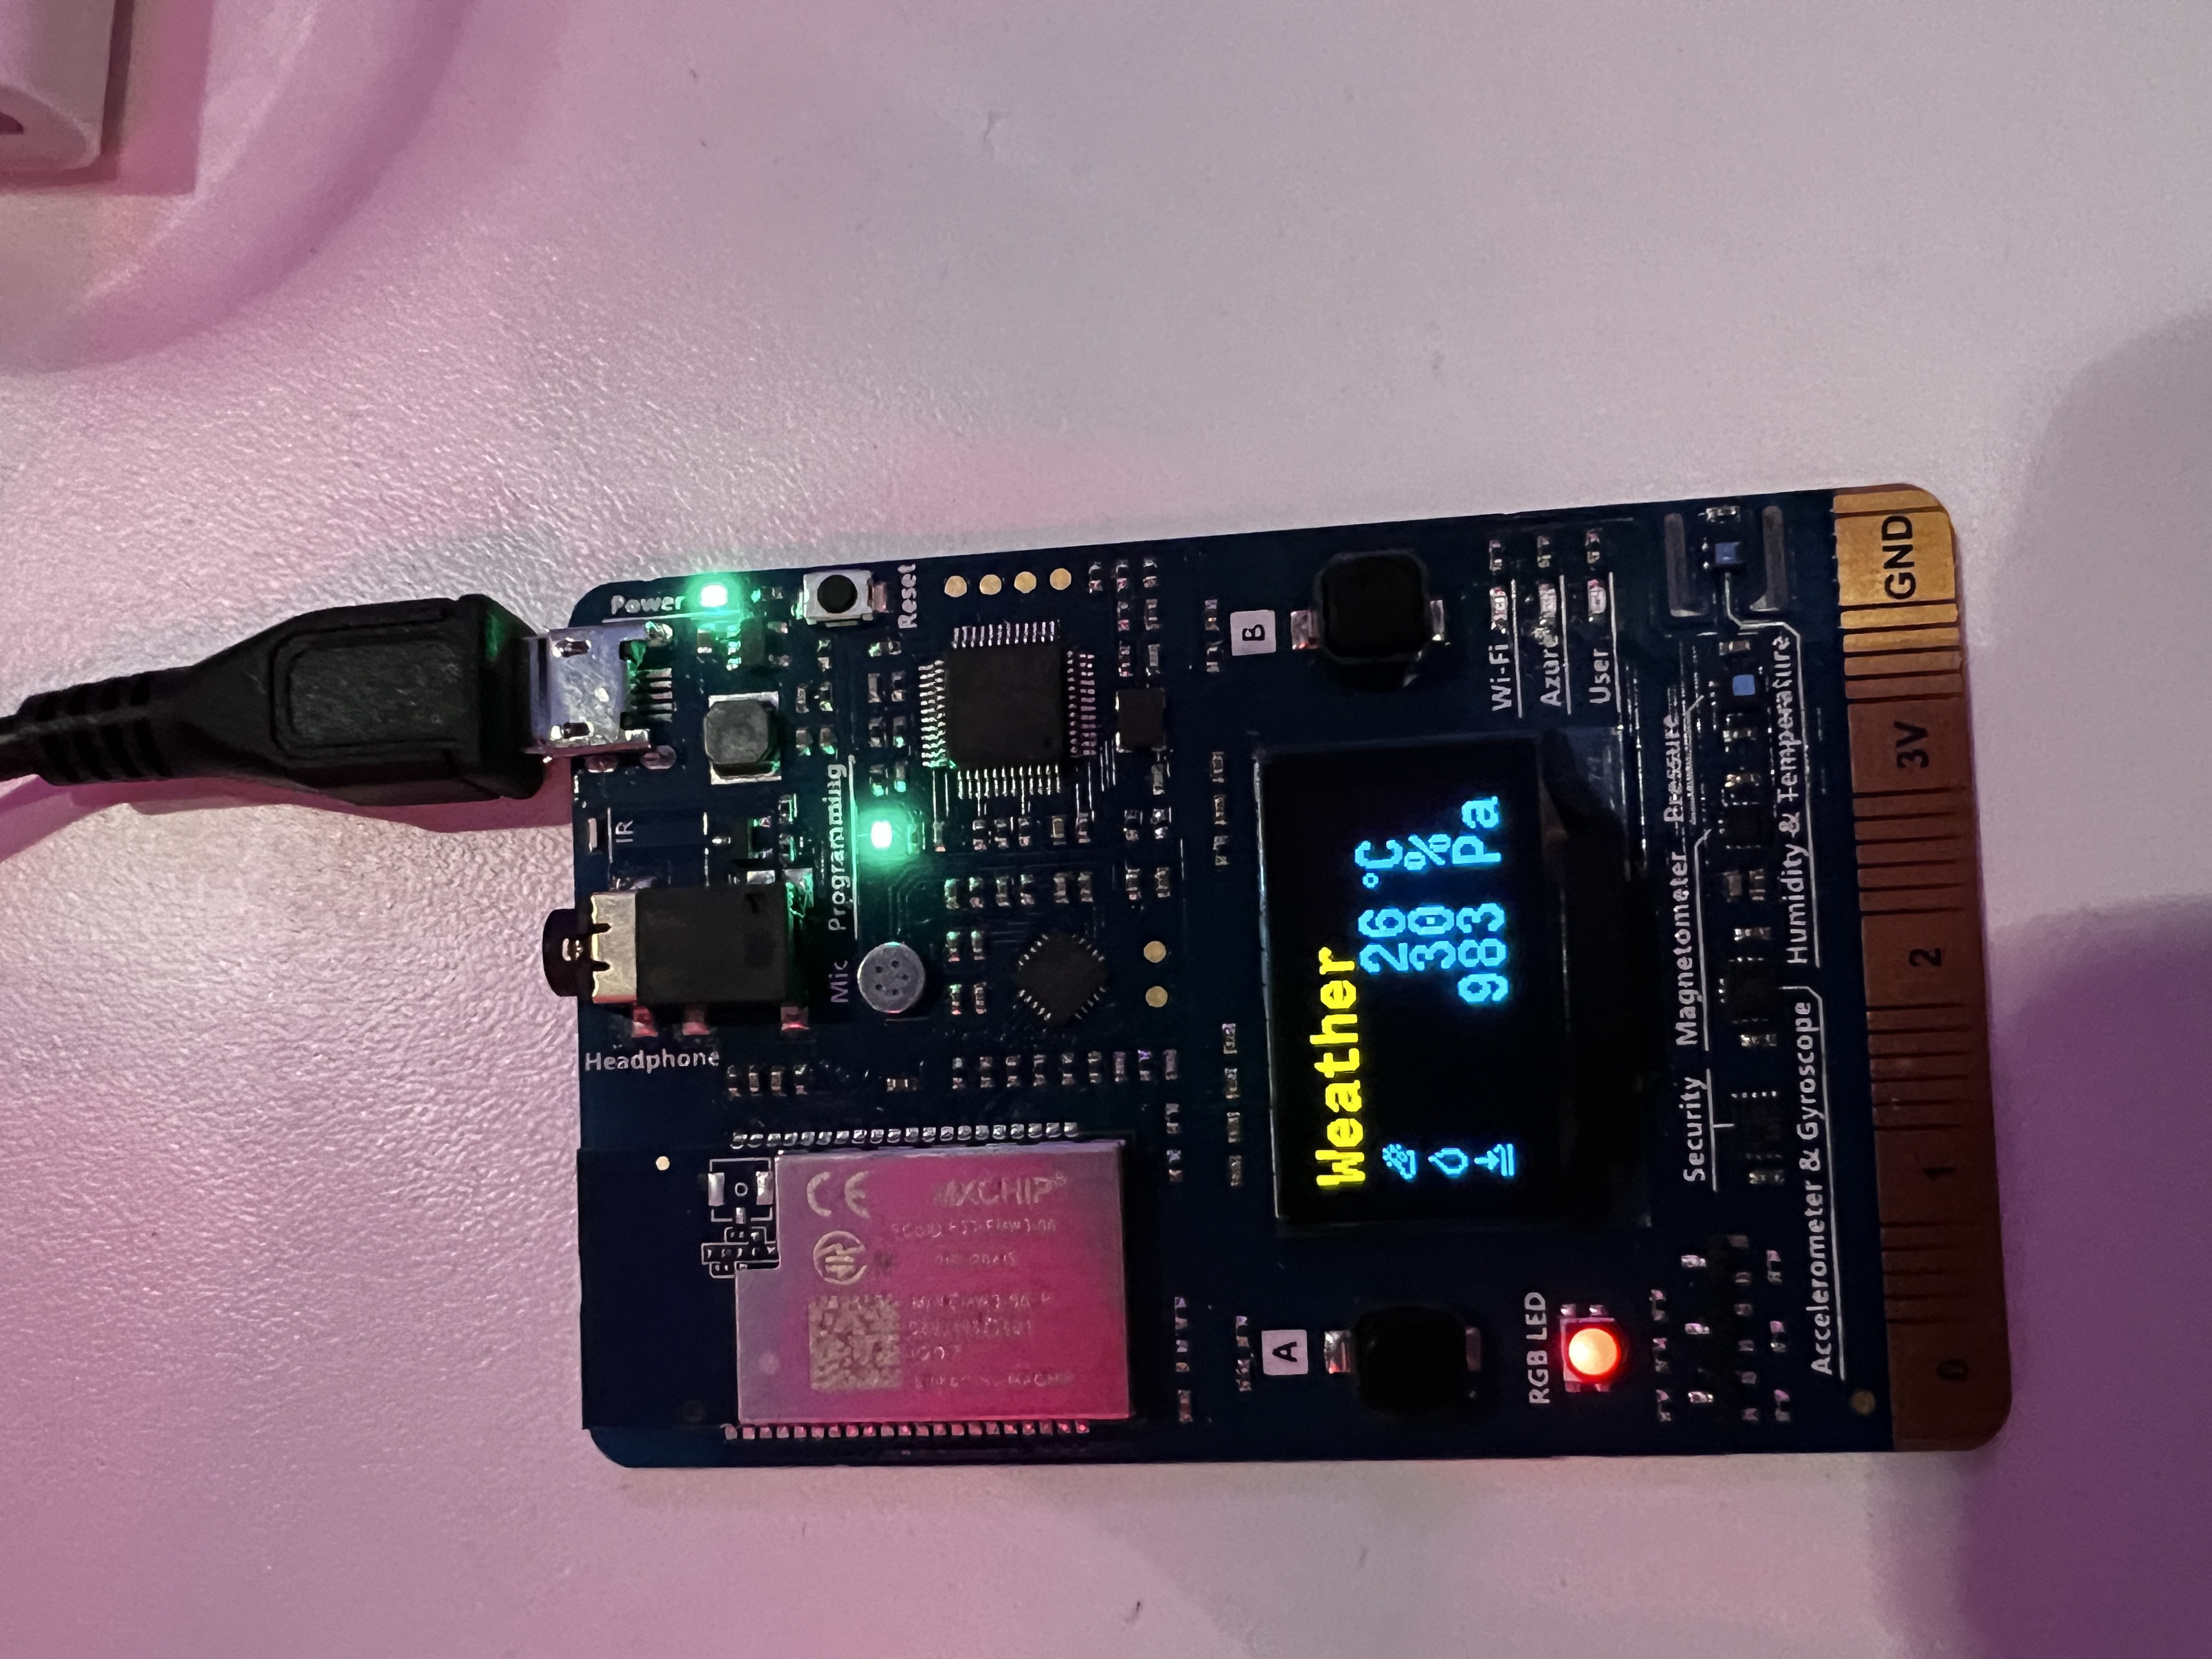 Headphone
IR
Power
Mic
Programming
Reset
MXCHIP
A
B
Weather
26 °C
30 %
983 Pa
Wi-Fi
Azure
User
RGB LED
Security
Magnetometer
Pressure
Accelerometer & Gyroscope
Humidity & Temperature
0
1
2
3V
GND